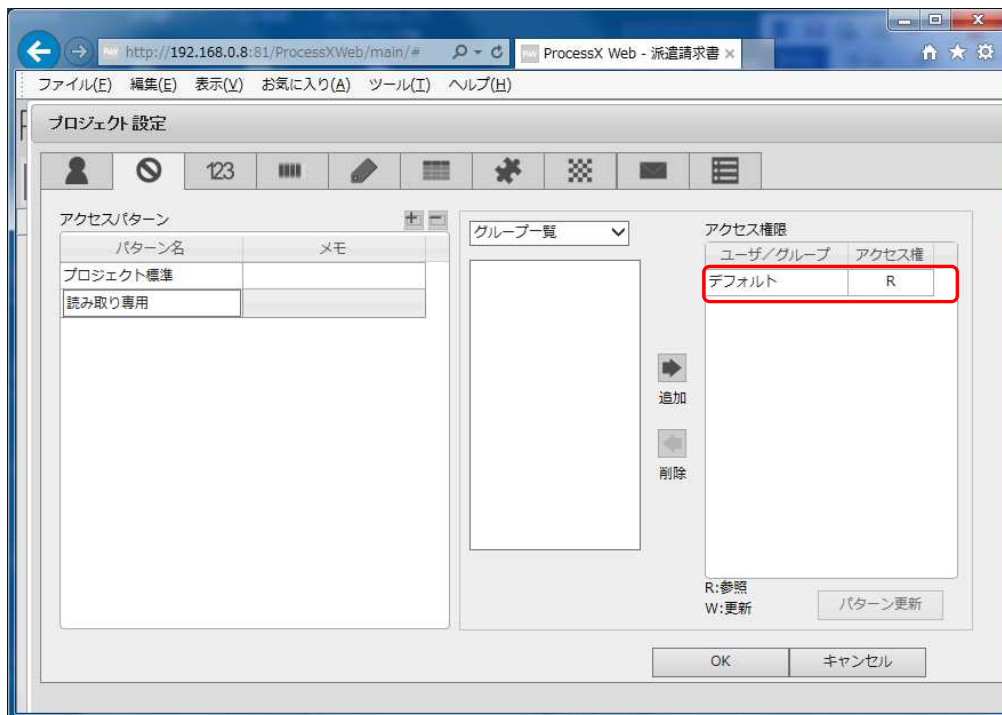 http://192.168.0.8:81/ProcessXWeb/main/#
ProcessX Web - 派遣請求書
ファイル(F) 編集(E) 表示(V) お気に入り(A) ツール(T) ヘルプ(H)
プロジェクト設定
123
アクセスパターン
パターン名 メモ
プロジェクト標準
読み取り専用
グループ一覧
追加
削除
アクセス権限
ユーザ/グループ アクセス権
デフォルト R
R:参照
W:更新
パターン更新
OK キャンセル